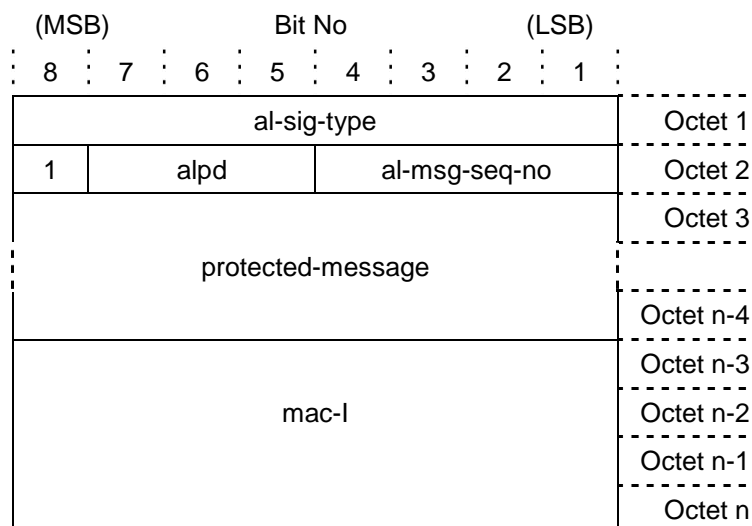 (MSB) Bit No (LSB)
8 7 6 5 4 3 2 1
al-sig-type Octet 1
1 alpd al-msg-seq-no Octet 2
Octet 3
protected-message
Octet n-4
Octet n-3
mac-I Octet n-2
Octet n-1
Octet n